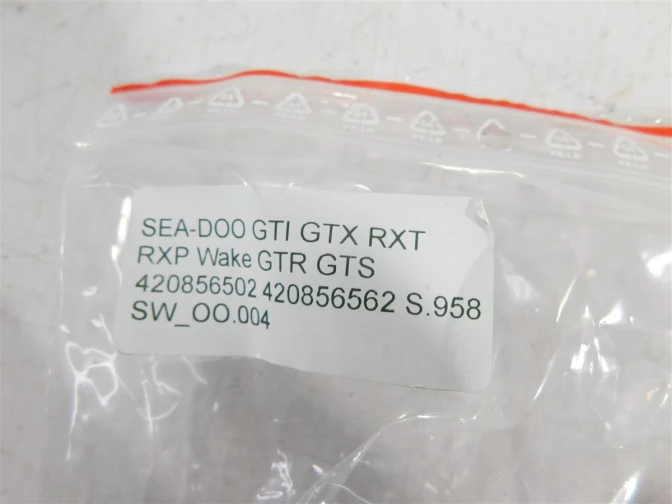 SEA-DOO GTI GTX RXT
RXP Wake GTR GTS
420856502 420856562 S.958
SW_OO.004